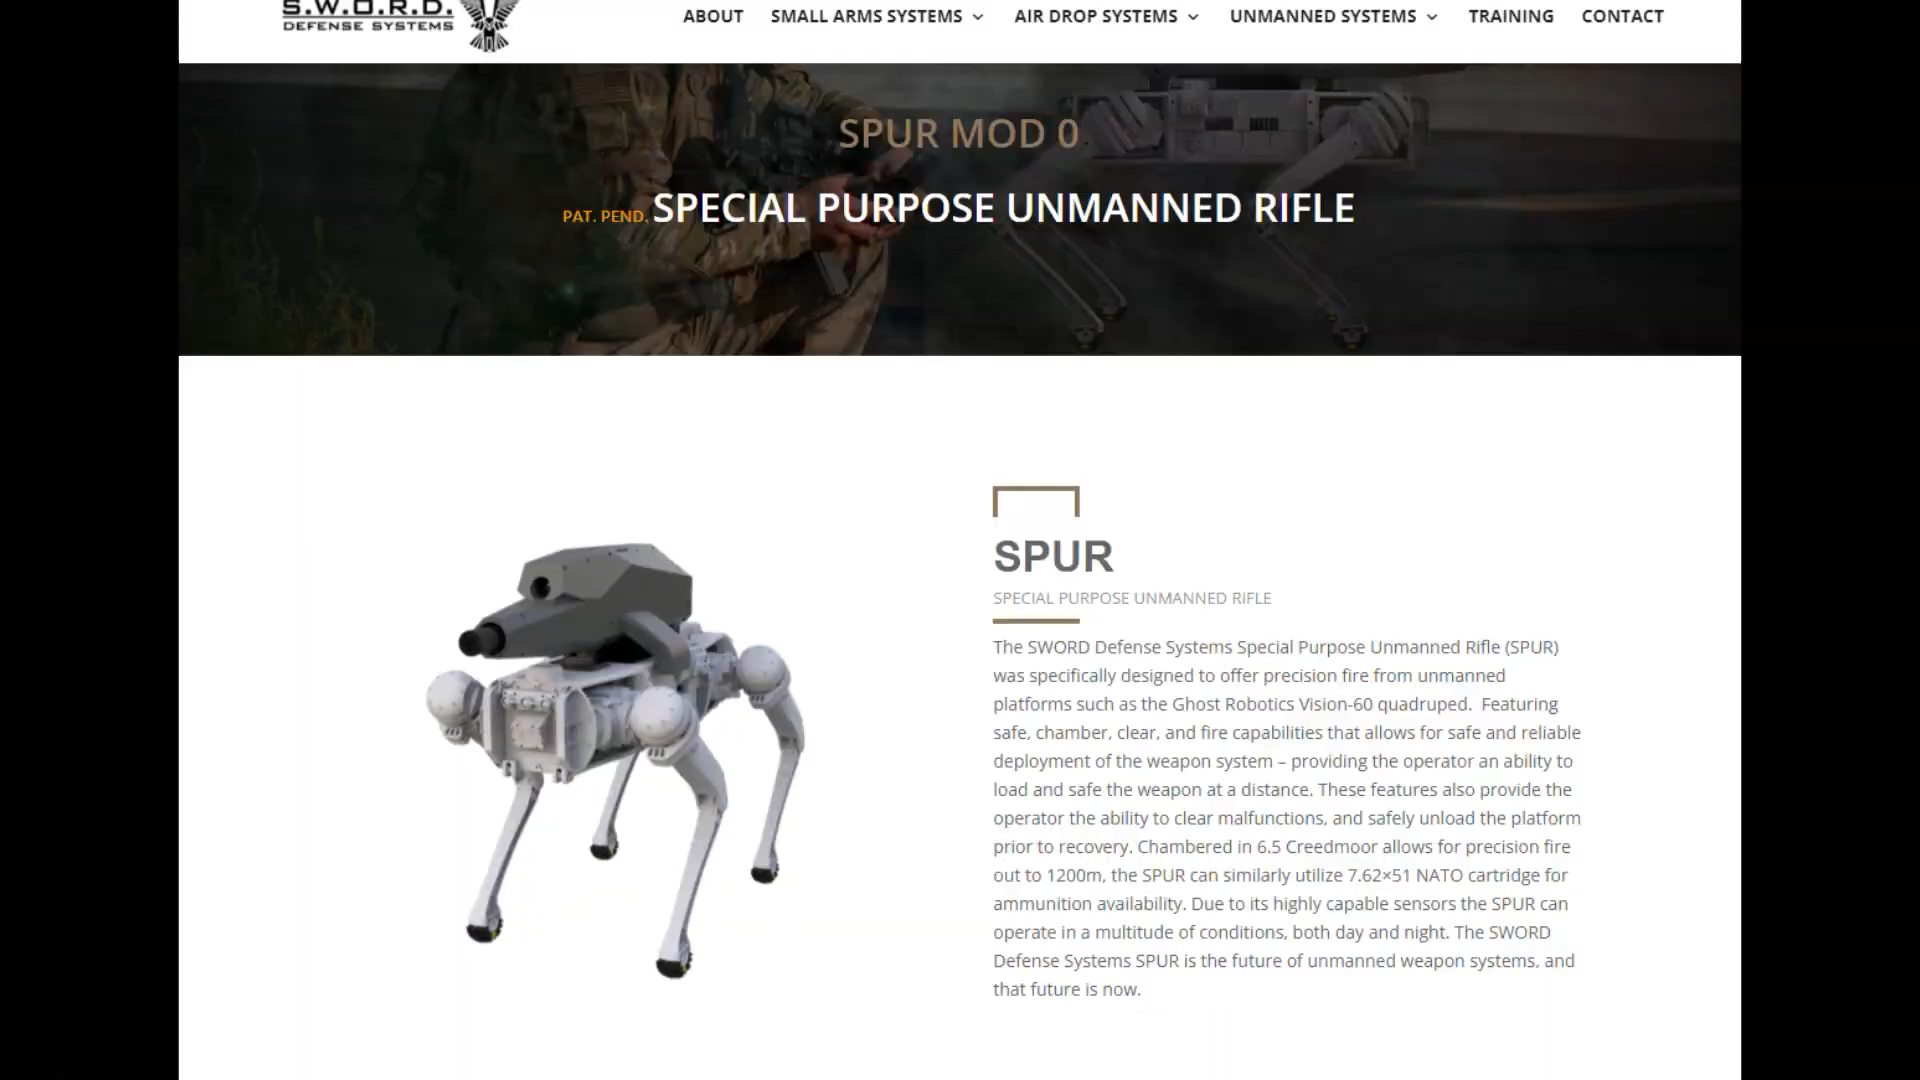 S.W.O.R.D.
DEFENSE SYSTEMS
ABOUT SMALL ARMS SYSTEMS AIR DROP SYSTEMS UNMANNED SYSTEMS TRAINING CONTACT
SPUR MOD 0
PAT. PEND. SPECIAL PURPOSE UNMANNED RIFLE
SPUR
SPECIAL PURPOSE UNMANNED RIFLE
The SWORD Defense Systems Special Purpose Unmanned Rifle (SPUR)
was specifically designed to offer precision fire from unmanned
platforms such as the Ghost Robotics Vision-60 quadruped. Featuring
safe, chamber, clear, and fire capabilities that allows for safe and reliable
deployment of the weapon system – providing the operator an ability to
load and safe the weapon at a distance. These features also provide the
operator the ability to clear malfunctions, and safely unload the platform
prior to recovery. Chambered in 6.5 Creedmoor allows for precision fire
out to 1200m, the SPUR can similarly utilize 7.62×51 NATO cartridge for
ammunition availability. Due to its highly capable sensors the SPUR can
operate in a multitude of conditions, both day and night. The SWORD
Defense Systems SPUR is the future of unmanned weapon systems, and
that future is now.